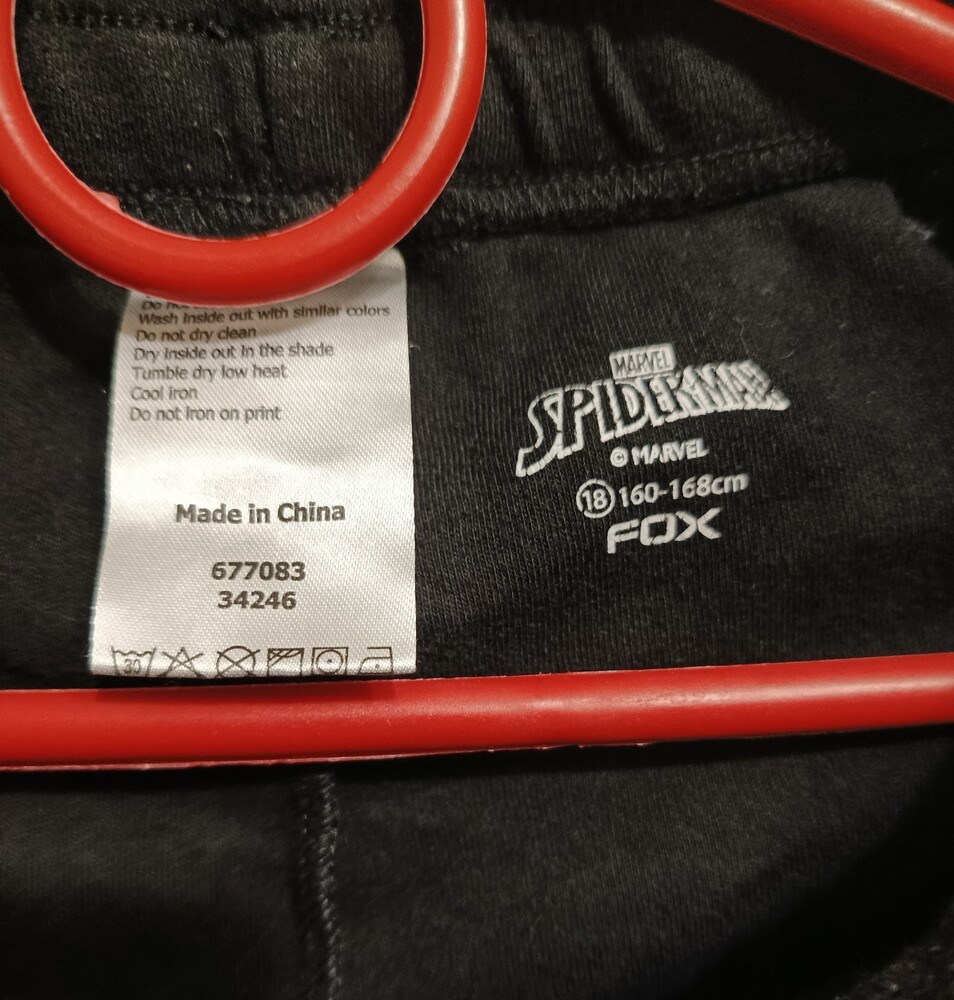 Wash inside out with similar colors
Do not dry clean
Dry inside out in the shade
Tumble dry low heat
Cool iron
Do not iron on print
Made in China
677083
34246
30
MARVEL
SPIDER-MAN
© MARVEL
18 160-168cm
FOX